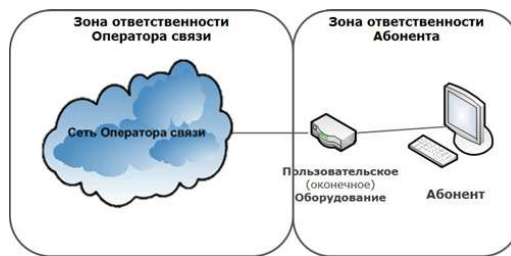 Зона ответственности
Оператора связи
Зона ответственности
Абонента
Сеть Оператора связи
Пользовательское
(оконечное)
Оборудование
Абонент